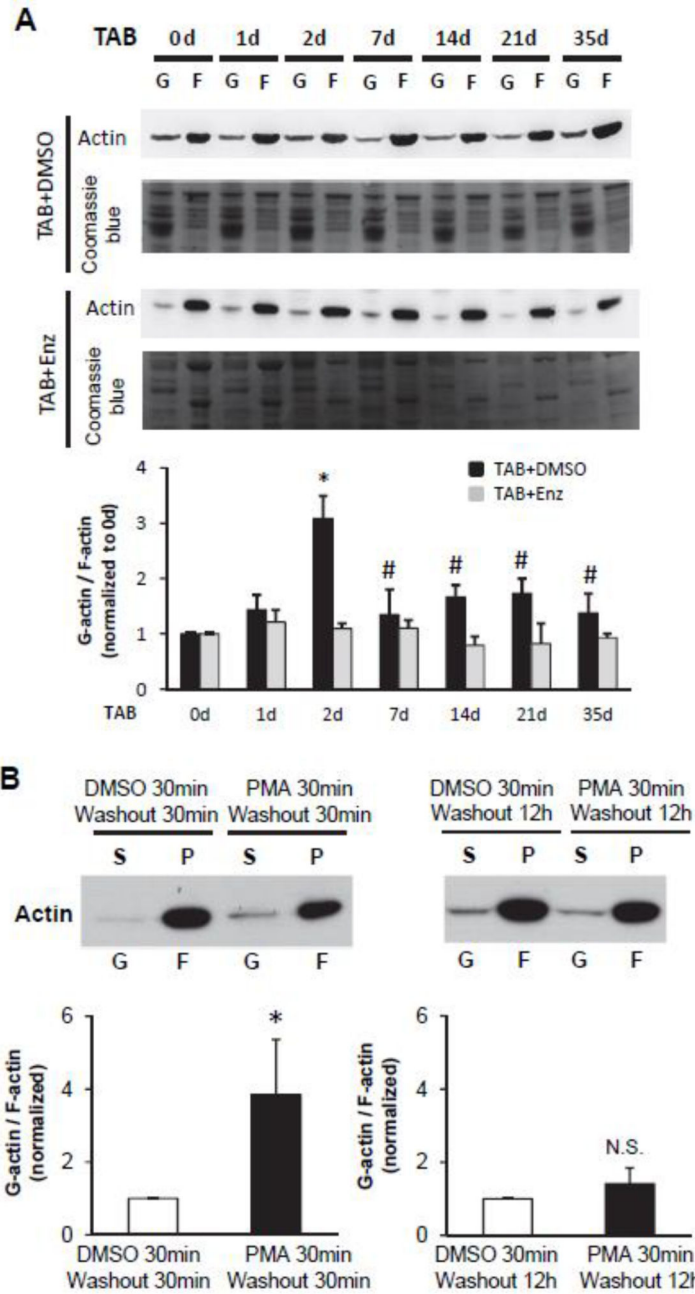 A
TAB 0d 1d 2d 7d 14d 21d 35d
G F G F G F G F G F G F G F
TAB+DMSO
Actin
Coomassie
blue
TAB+Enz
Actin
Coomassie
blue
G-actin / F-actin
(normalized to 0d)
4
3
2
1
0
*
# # # #
TAB+DMSO
TAB+Enz
TAB 0d 1d 2d 7d 14d 21d 35d
B
DMSO 30min PMA 30min
Washout 30min Washout 30min
S P S P
Actin
G F G F
DMSO 30min PMA 30min
Washout 12h Washout 12h
S P S P
G F G F
G-actin / F-actin
(normalized)
6
4
2
0
*
DMSO 30min PMA 30min
Washout 30min Washout 30min
G-actin / F-actin
(normalized)
6
4
2
0
N.S.
DMSO 30min PMA 30min
Washout 12h Washout 12h